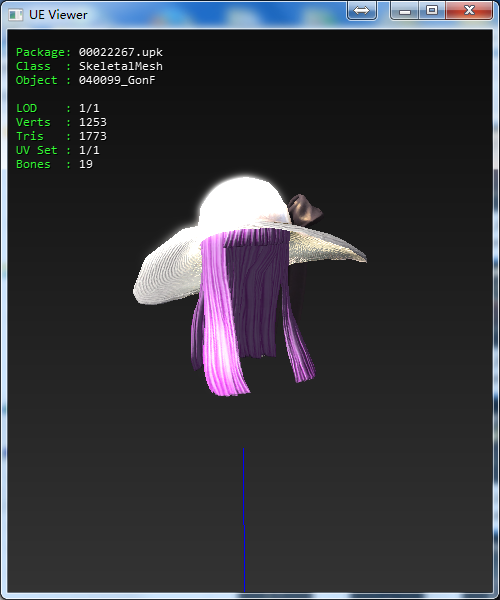 UE Viewer
Package: 00022267.upk
Class : SkeletalMesh
Object : 040099_GonF
LOD : 1/1
Verts : 1253
Tris : 1773
UV Set : 1/1
Bones : 19